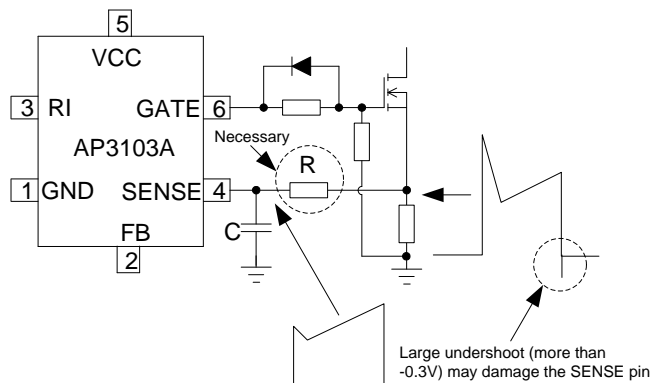 5
VCC
3 RI GATE 6
Necessary
AP3103A
R
1 GND SENSE 4
C
FB
2
Large undershoot (more than
-0.3V) may damage the SENSE pin